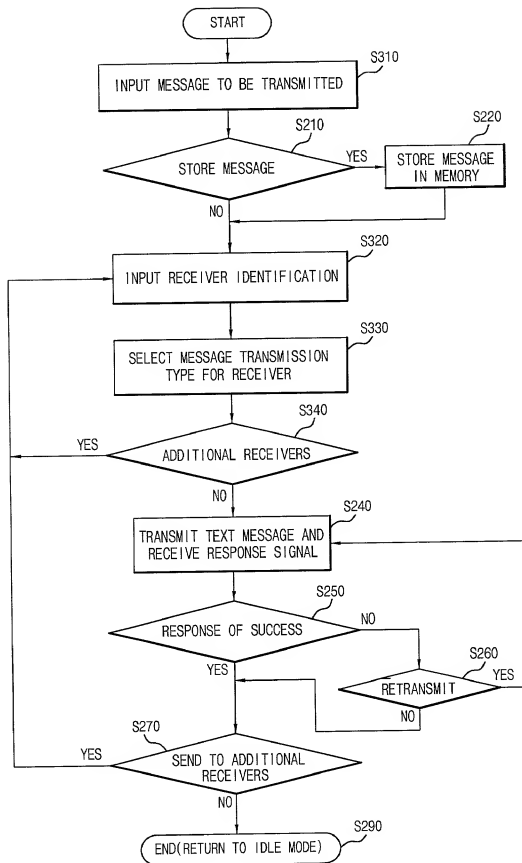 START
S310
INPUT MESSAGE TO BE TRANSMITTED
S210
S220
STORE MESSAGE
YES
STORE MESSAGE
IN MEMORY
NO
S320
INPUT RECEIVER IDENTIFICATION
S330
SELECT MESSAGE TRANSMISSION
TYPE FOR RECEIVER
S340
YES
ADDITIONAL RECEIVERS
NO
S240
TRANSMIT TEXT MESSAGE AND
RECEIVE RESPONSE SIGNAL
S250
RESPONSE OF SUCCESS
NO
YES
S260
RETRANSMIT
YES
NO
S270
YES
SEND TO ADDITIONAL
RECEIVERS
NO
S290
END(RETURN TO IDLE MODE)